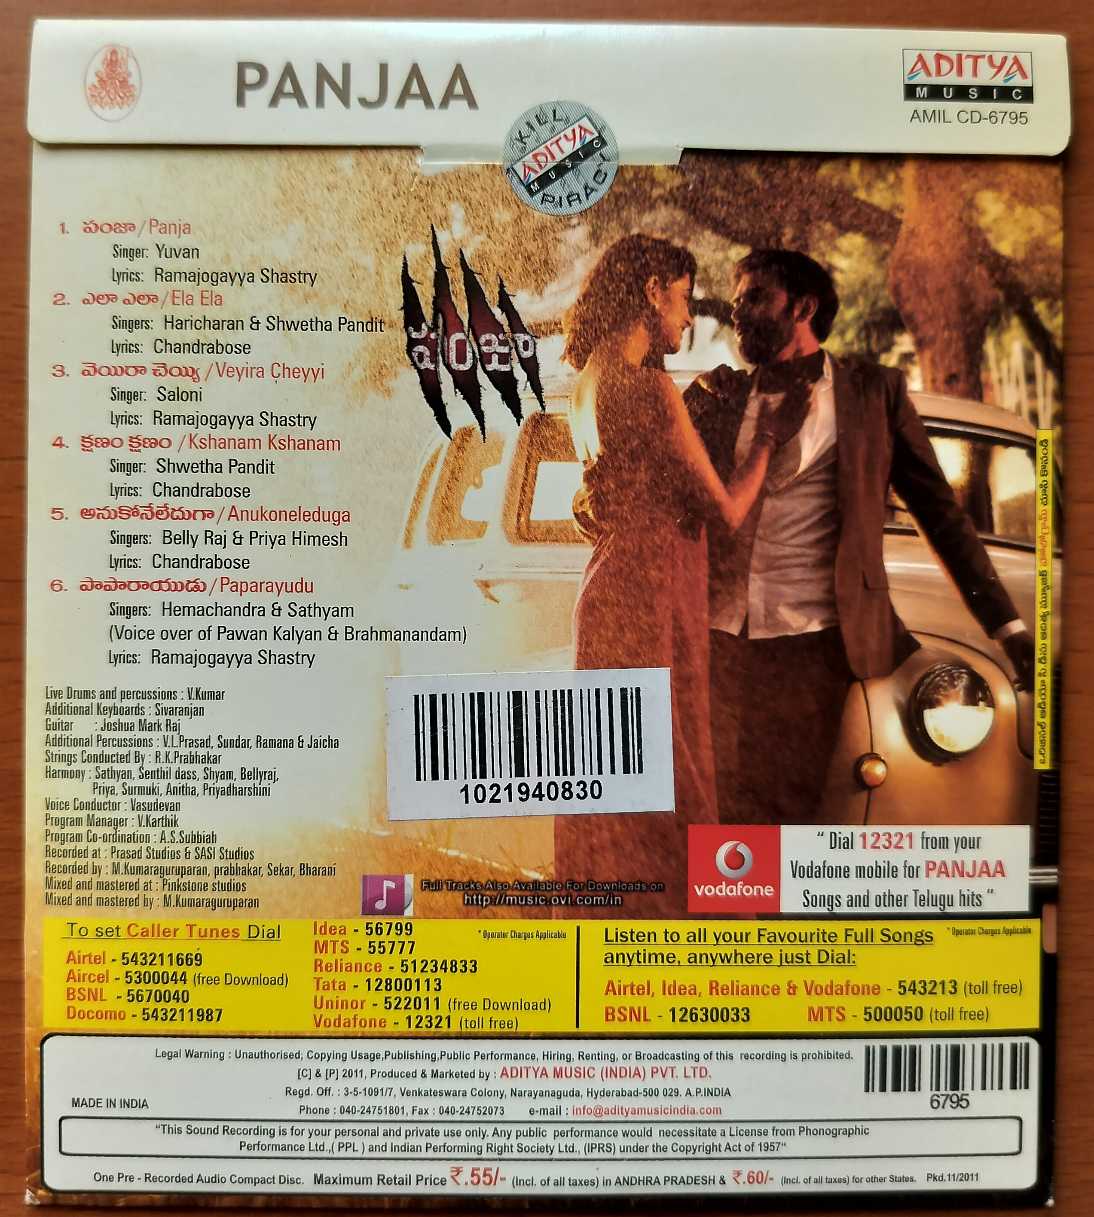 PANJAA
ADITYA
MUSIC
AMIL CD-6795
KILL
ADITYA
MUSIC
PIRACY
1. పంజా/Panja
Singer: Yuvan
Lyrics: Ramajogayya Shastry
2. ఎలా ఎలా/Ela Ela
Singers: Haricharan & Shwetha Pandit
Lyrics: Chandrabose
3. వెయిరా చెయ్యి/Veyira Cheyyi
Singer: Saloni
Lyrics: Ramajogayya Shastry
4. క్షణం క్షణం/Kshanam Kshanam
Singer: Shwetha Pandit
Lyrics: Chandrabose
5. అనుకోనేలేదుగా/Anukoneleduga
Singers: Belly Raj & Priya Himesh
Lyrics: Chandrabose
6. పాపారాయుడు/Paparayudu
Singers: Hemachandra & Sathyam
(Voice over of Pawan Kalyan & Brahmanandam)
Lyrics: Ramajogayya Shastry
పంజా
Live Drums and percussions : V.Kumar
Additional Keyboards : Sivaranjan
Guitar : Joshua Mark Raj
Additional Percussions : V.L.Prasad, Sundar, Ramana & Jaicha
Strings Conducted By : R.K.Prabhakar
Harmony : Sathyan, Senthil dass, Shyam, Bellyraj,
Priya, Surmuki, Anitha, Priyadharshini
Voice Conductor : Vasudevan
Program Manager : V.Karthik
Program Co-ordination : A.S.Subbiah
Recorded at : Prasad Studios & SASI Studios
Recorded by : M.Kumaraguruparan, prabhakar, Sekar, Bharani
Mixed and mastered at : Pinkstone studios
Mixed and mastered by : M.Kumaraguruparan
1021940830
Full Tracks Also Available For Downloads on
http://music.ovi.com/in
vodafone
" Dial 12321 from your
Vodafone mobile for PANJAA
Songs and other Telugu hits "
To set Caller Tunes Dial
Airtel - 543211669
Aircel - 5300044 (free Download)
BSNL - 5670040
Docomo - 543211987
Idea - 56799
MTS - 55777
Reliance - 51234833
Tata - 12800113
Uninor - 522011 (free Download)
Vodafone - 12321 (toll free)
* Operator Charges Applicable
Listen to all your Favourite Full Songs
anytime, anywhere just Dial:
* Operator Charges Applicable
Airtel, Idea, Reliance & Vodafone - 543213 (toll free)
BSNL - 12630033 MTS - 500050 (toll free)
Legal Warning : Unauthorised, Copying Usage,Publishing,Public Performance, Hiring, Renting, or Broadcasting of this recording is prohibited.
[C] & [P] 2011, Produced & Marketed by : ADITYA MUSIC (INDIA) PVT. LTD.
Regd. Off. : 3-5-1091/7, Venkateswara Colony, Narayanaguda, Hyderabad-500 029. A.P.INDIA
MADE IN INDIA
Phone : 040-24751801, Fax : 040-24752073 e-mail : info@adityamusicindia.com
6795
"This Sound Recording is for your personal and private use only. Any public performance would necessitate a License from Phonographic
Performance Ltd.,( PPL ) and Indian Performing Right Society Ltd., (IPRS) under the Copyright Act of 1957"
One Pre - Recorded Audio Compact Disc. Maximum Retail Price ₹.55/- (Incl. of all taxes) in ANDHRA PRADESH & ₹.60/- (Incl. of all taxes) for other States. Pkd.11/2011